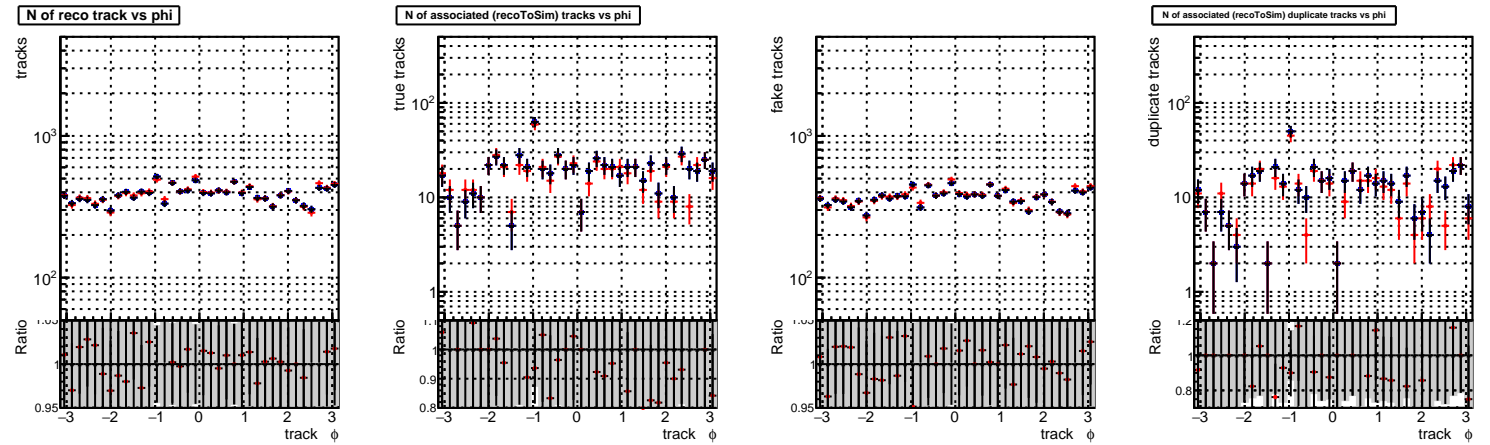 N of reco track vs phi
tracks
10³
10²
Ratio
1.05
1
0.95
−3 −2 −1 0 1 2 3
track φ
N of associated (recoToSim) tracks vs phi
true tracks
10²
10
1
Ratio
1.1
1
0.9
0.8
−3 −2 −1 0 1 2 3
track φ
fake tracks
10³
10²
Ratio
1.05
1
0.95
−3 −2 −1 0 1 2 3
track φ
N of associated (recoToSim) duplicate tracks vs phi
duplicate tracks
10²
10
1
Ratio
1.2
1
0.8
−3 −2 −1 0 1 2 3
track φ